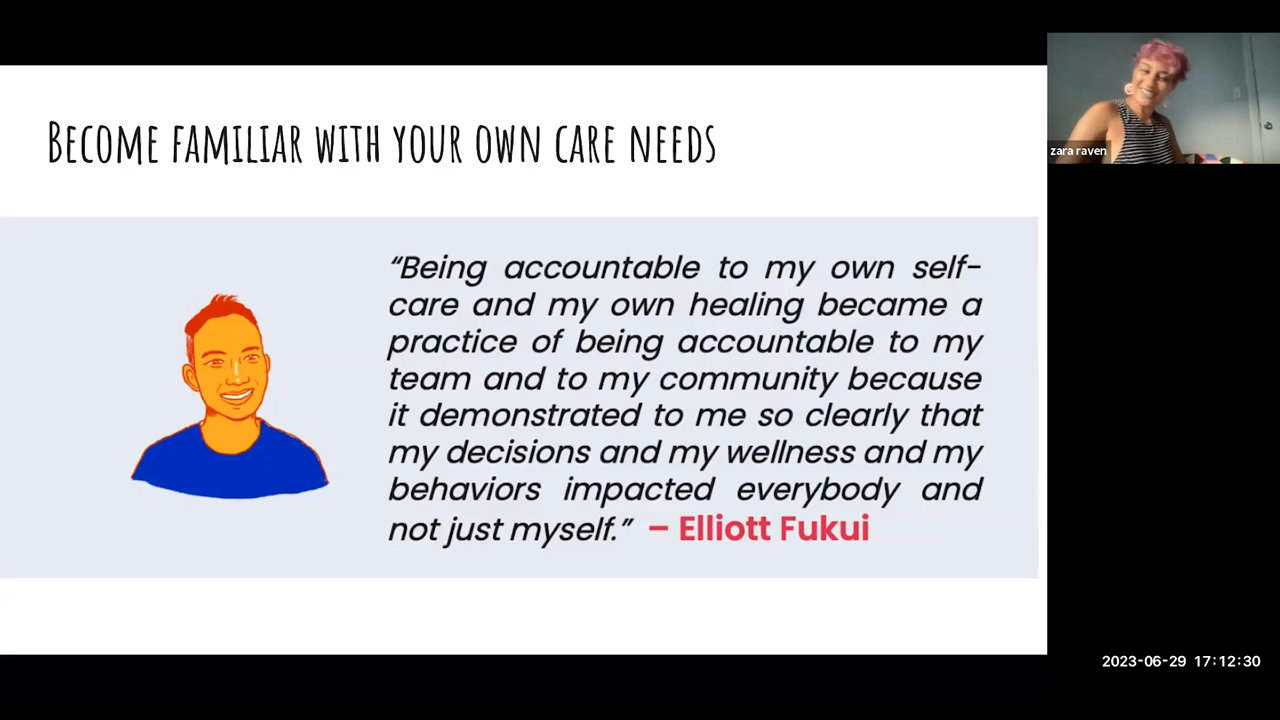 Become familiar with your own care needs
“Being accountable to my own self-
care and my own healing became a
practice of being accountable to my
team and to my community because
it demonstrated to me so clearly that
my decisions and my wellness and my
behaviors impacted everybody and
not just myself.” – Elliott Fukui
zara raven
2023-06-29 17:12:30